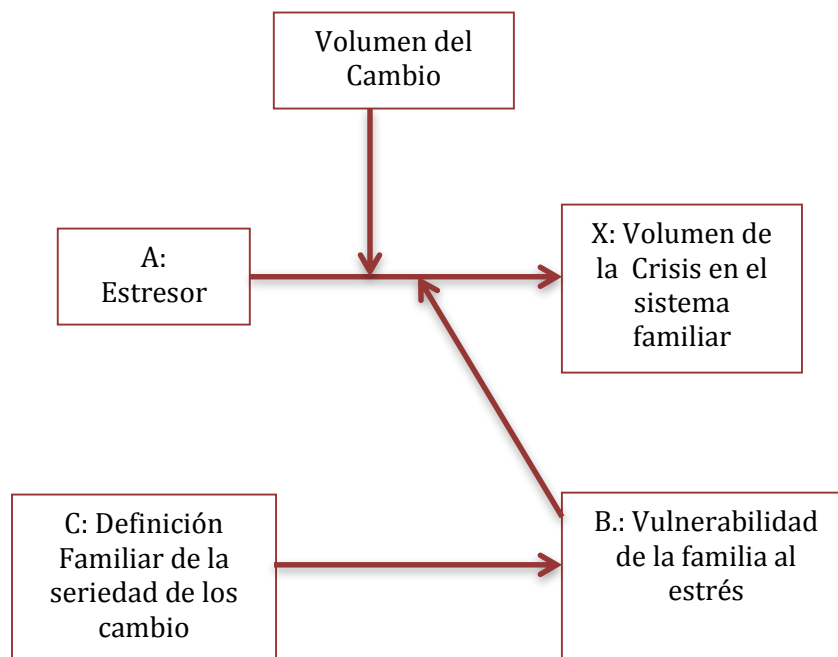 Volumen del
Cambio
A:
Estresor
X: Volumen de
la Crisis en el
sistema
familiar
C: Definición
Familiar de la
seriedad de los
cambio
B.: Vulnerabilidad
de la familia al
estrés